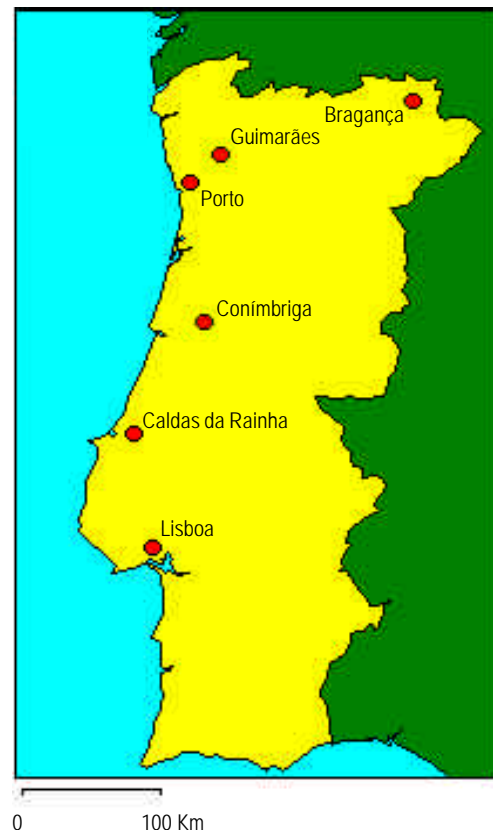 Bragança
Guimarães
Porto
Conímbriga
Caldas da Rainha
Lisboa
0 100 Km